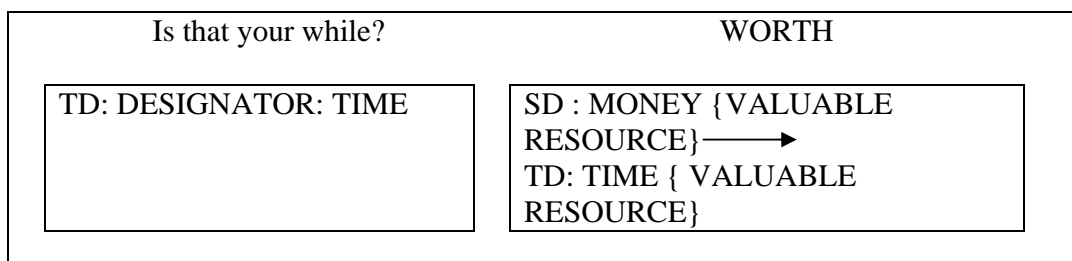 Is that your while? WORTH
TD: DESIGNATOR: TIME
SD : MONEY {VALUABLE
RESOURCE}
TD: TIME { VALUABLE
RESOURCE}